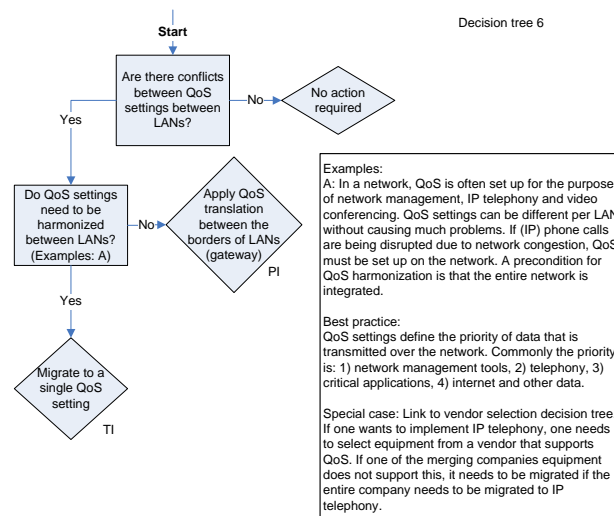 Decision tree 6
Start
Are there conflicts
between QoS
settings between
LANs?
No
No action
required
Yes
Do QoS settings
need to be
harmonized
between LANs?
(Examples: A)
No
Apply QoS
translation
between the
borders of LANs
(gateway)
PI
Yes
Migrate to a
single QoS
setting
TI
Examples:
A: In a network, QoS is often set up for the purpose
of network management, IP telephony and video
conferencing. QoS settings can be different per LAN
without causing much problems. If (IP) phone calls
are being disrupted due to network congestion, QoS
must be set up on the network. A precondition for
QoS harmonization is that the entire network is
integrated.
Best practice:
QoS settings define the priority of data that is
transmitted over the network. Commonly the priority
is: 1) network management tools, 2) telephony, 3)
critical applications, 4) internet and other data.
Special case: Link to vendor selection decision tree
If one wants to implement IP telephony, one needs
to select equipment from a vendor that supports
QoS. If one of the merging companies equipment
does not support this, it needs to be migrated if the
entire company needs to be migrated to IP
telephony.